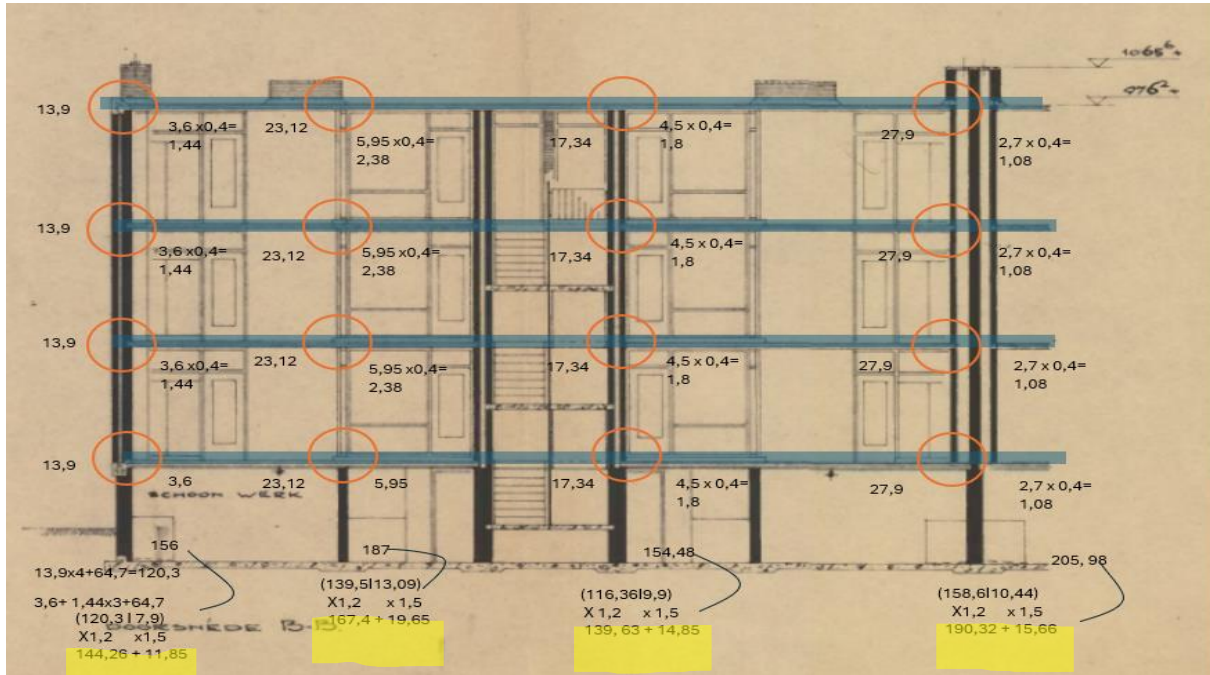 1065⁶+
976²+
13,9
3,6 x0,4=
1,44
23,12
5,95 x0,4=
2,38
17,34
4,5 x 0,4=
1,8
27,9
2,7 x 0,4=
1,08
13,9
3,6 x0,4=
1,44
23,12
5,95 x0,4=
2,38
17,34
4,5 x 0,4=
1,8
27,9
2,7 x 0,4=
1,08
13,9
3,6 x0,4=
1,44
23,12
5,95 x0,4=
2,38
17,34
4,5 x 0,4=
1,8
27,9
2,7 x 0,4=
1,08
13,9
3,6
23,12
5,95
17,34
4,5 x 0,4=
1,8
27,9
2,7 x 0,4=
1,08
SCHOON WERK
156
187
154,48
205,98
13,9x4+64,7=120,3
3,6+ 1,44x3+64,7
(120,3I7,9)
X1,2 x1,5
144,26 + 11,85
(139,5I13,09)
X1,2 x 1,5
167,4 + 19,65
(116,36I9,9)
X 1,2 x 1,5
139, 63 + 14,85
(158,6I10,44)
X1,2 x 1,5
190,32 + 15,66
DOORSNEDE B-B.